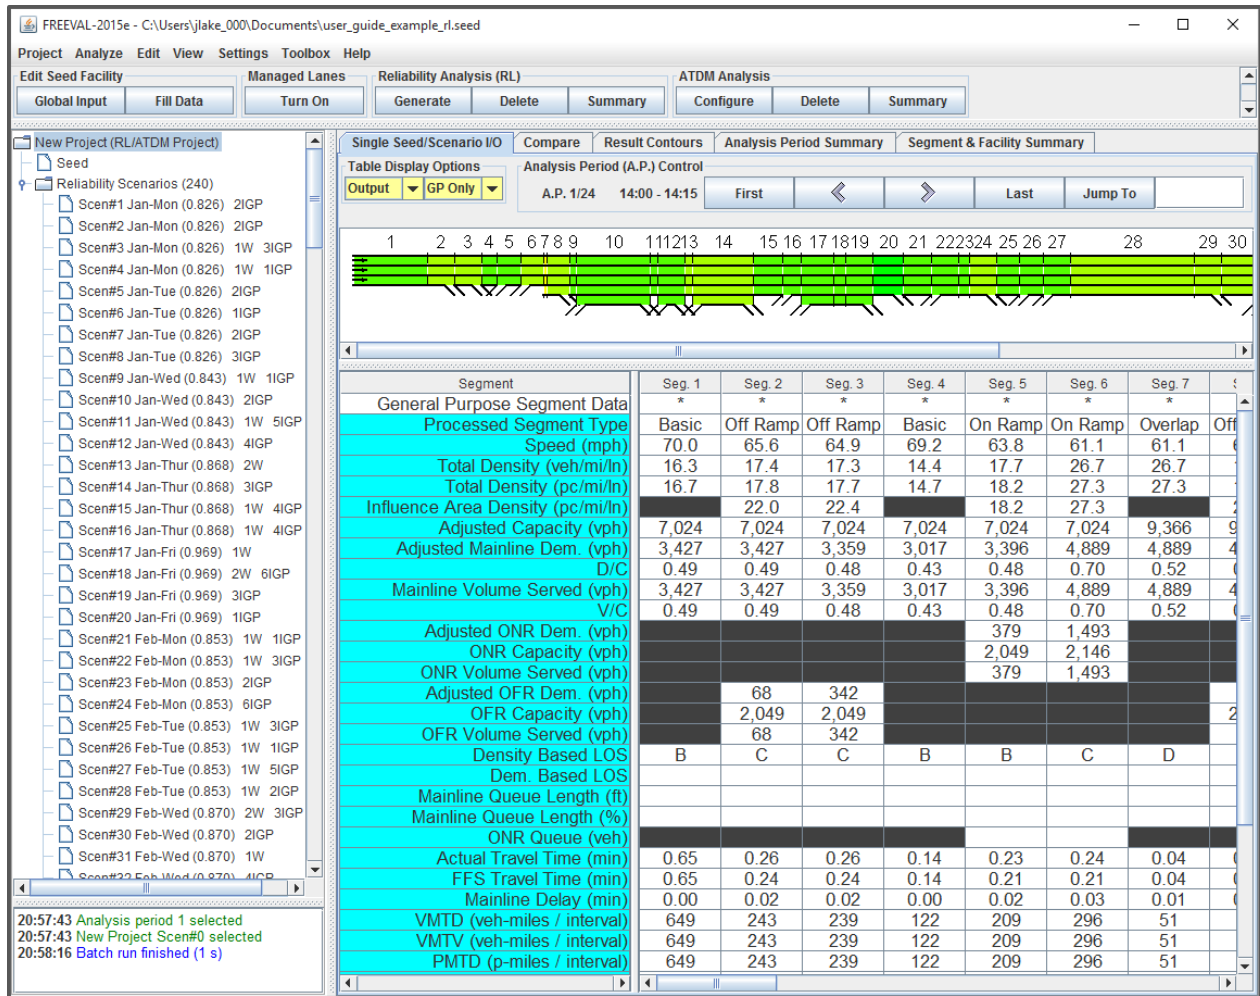 FREEVAL-2015e - C:\Users\jlake_000\Documents\user_guide_example_rl.seed
Project Analyze Edit View Settings Toolbox Help
Edit Seed Facility Managed Lanes Reliability Analysis (RL) ATDM Analysis
Global Input Fill Data Turn On Generate Delete Summary Configure Delete Summary
New Project (RL/ATDM Project)
Seed
Reliability Scenarios (240)
Scen#1 Jan-Mon (0.826) 2IGP
Scen#2 Jan-Mon (0.826) 2IGP
Scen#3 Jan-Mon (0.826) 1W 3IGP
Scen#4 Jan-Mon (0.826) 1W 1IGP
Scen#5 Jan-Tue (0.826) 2IGP
Scen#6 Jan-Tue (0.826) 1IGP
Scen#7 Jan-Tue (0.826) 2IGP
Scen#8 Jan-Tue (0.826) 3IGP
Scen#9 Jan-Wed (0.843) 1W 1IGP
Scen#10 Jan-Wed (0.843) 2IGP
Scen#11 Jan-Wed (0.843) 1W 5IGP
Scen#12 Jan-Wed (0.843) 4IGP
Scen#13 Jan-Thur (0.868) 2W
Scen#14 Jan-Thur (0.868) 3IGP
Scen#15 Jan-Thur (0.868) 1W 4IGP
Scen#16 Jan-Thur (0.868) 1W 4IGP
Scen#17 Jan-Fri (0.969) 1W
Scen#18 Jan-Fri (0.969) 2W 6IGP
Scen#19 Jan-Fri (0.969) 3IGP
Scen#20 Jan-Fri (0.969) 1IGP
Scen#21 Feb-Mon (0.853) 1W 1IGP
Scen#22 Feb-Mon (0.853) 1W 3IGP
Scen#23 Feb-Mon (0.853) 2IGP
Scen#24 Feb-Mon (0.853) 6IGP
Scen#25 Feb-Tue (0.853) 1W 3IGP
Scen#26 Feb-Tue (0.853) 1W 1IGP
Scen#27 Feb-Tue (0.853) 1W 5IGP
Scen#28 Feb-Tue (0.853) 1W 2IGP
Scen#29 Feb-Wed (0.870) 2W 3IGP
Scen#30 Feb-Wed (0.870) 2IGP
Scen#31 Feb-Wed (0.870) 1W
Scen#32 Feb-Wed (0.870) 4IGP
20:57:43 Analysis period 1 selected
20:57:43 New Project Scen#0 selected
20:58:16 Batch run finished (1 s)
Single Seed/Scenario I/O Compare Result Contours Analysis Period Summary Segment & Facility Summary
Table Display Options Analysis Period (A.P.) Control
Output GP Only A.P. 1/24 14:00 - 14:15 First Last Jump To
1 2 3 4 5 6 7 8 9 10 11 12 13 14 15 16 17 18 19 20 21 22 23 24 25 26 27 28 29 30
Segment Seg. 1 Seg. 2 Seg. 3 Seg. 4 Seg. 5 Seg. 6 Seg. 7
General Purpose Segment Data * * * * * * *
Processed Segment Type Basic Off Ramp Off Ramp Basic On Ramp On Ramp Overlap Off
Speed (mph) 70.0 65.6 64.9 69.2 63.8 61.1 61.1
Total Density (veh/mi/ln) 16.3 17.4 17.3 14.4 17.7 26.7 26.7
Total Density (pc/mi/ln) 16.7 17.8 17.7 14.7 18.2 27.3 27.3
Influence Area Density (pc/mi/ln) 22.0 22.4 18.2 27.3
Adjusted Capacity (vph) 7,024 7,024 7,024 7,024 7,024 7,024 9,366
Adjusted Mainline Dem. (vph) 3,427 3,427 3,359 3,017 3,396 4,889 4,889
D/C 0.49 0.49 0.48 0.43 0.48 0.70 0.52
Mainline Volume Served (vph) 3,427 3,427 3,359 3,017 3,396 4,889 4,889
V/C 0.49 0.49 0.48 0.43 0.48 0.70 0.52
Adjusted ONR Dem. (vph) 379 1,493
ONR Capacity (vph) 2,049 2,146
ONR Volume Served (vph) 379 1,493
Adjusted OFR Dem. (vph) 68 342
OFR Capacity (vph) 2,049 2,049
OFR Volume Served (vph) 68 342
Density Based LOS B C C B B C D
Dem. Based LOS
Mainline Queue Length (ft)
Mainline Queue Length (%)
ONR Queue (veh)
Actual Travel Time (min) 0.65 0.26 0.26 0.14 0.23 0.24 0.04
FFS Travel Time (min) 0.65 0.24 0.24 0.14 0.21 0.21 0.04
Mainline Delay (min) 0.00 0.02 0.02 0.00 0.02 0.03 0.01
VMTD (veh-miles / interval) 649 243 239 122 209 296 51
VMTV (veh-miles / interval) 649 243 239 122 209 296 51
PMTD (p-miles / interval) 649 243 239 122 209 296 51